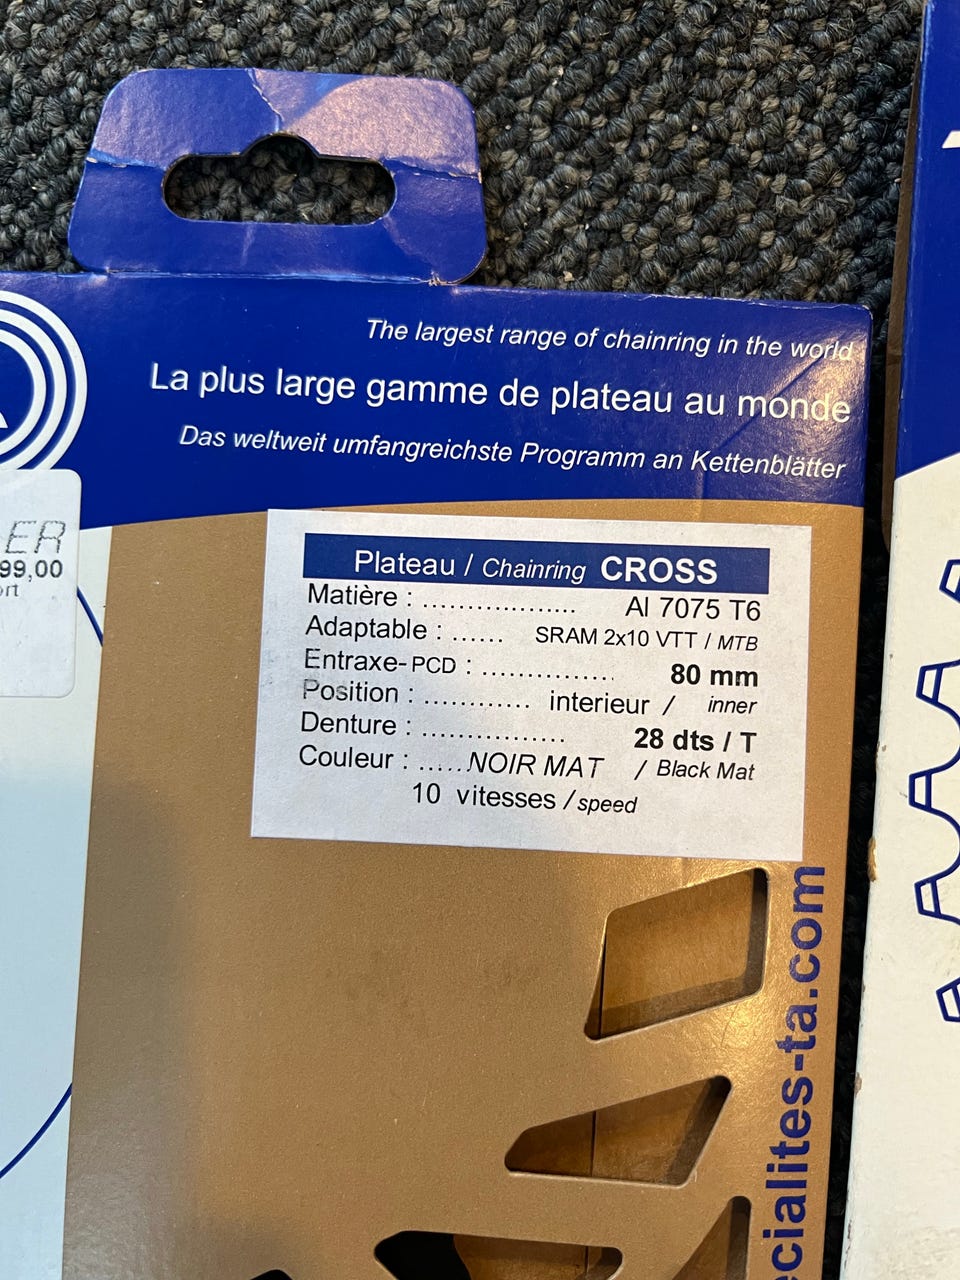 The largest range of chainring in the world
La plus large gamme de plateau au monde
Das weltweit umfangreichste Programm an Kettenblätter
ER
99,00
Plateau / Chainring CROSS
Matière : .................. Al 7075 T6
Adaptable : ...... SRAM 2x10 VTT / MTB
Entraxe-PCD : ............... 80 mm
Position : ............ interieur / inner
Denture : ................ 28 dts / T
Couleur : .....NOIR MAT / Black Mat
10 vitesses / speed
ecialites-ta.com